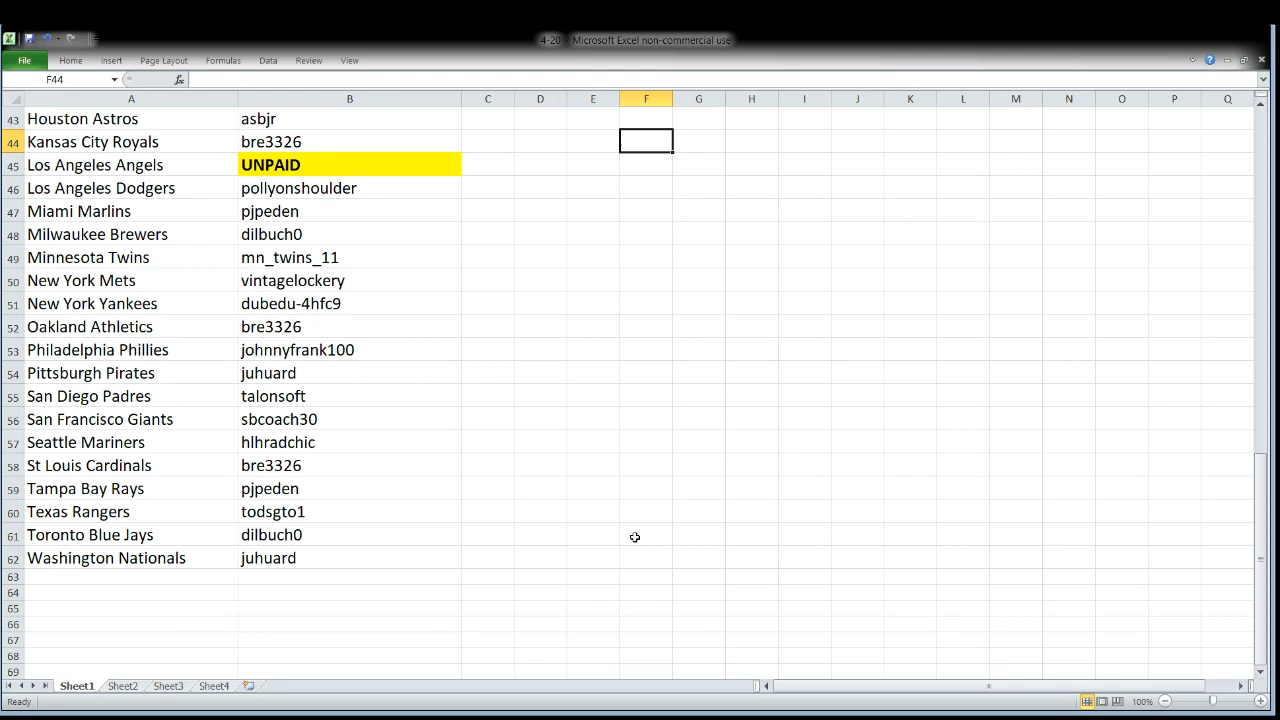 4-20 - Microsoft Excel non-commercial use
File Home Insert Page Layout Formulas Data Review View
F44 fx
A B C D E F G H I J K L M N O P Q
43 Houston Astros asbjr
44 Kansas City Royals bre3326
45 Los Angeles Angels UNPAID
46 Los Angeles Dodgers pollyonshoulder
47 Miami Marlins pjpeden
48 Milwaukee Brewers dilbuch0
49 Minnesota Twins mn_twins_11
50 New York Mets vintagelockery
51 New York Yankees dubedu-4hfc9
52 Oakland Athletics bre3326
53 Philadelphia Phillies johnnyfrank100
54 Pittsburgh Pirates juhuard
55 San Diego Padres talonsoft
56 San Francisco Giants sbcoach30
57 Seattle Mariners hlhradchic
58 St Louis Cardinals bre3326
59 Tampa Bay Rays pjpeden
60 Texas Rangers todsgto1
61 Toronto Blue Jays dilbuch0
62 Washington Nationals juhuard
63
64
65
66
67
68
69
Sheet1 Sheet2 Sheet3 Sheet4
Ready 100%